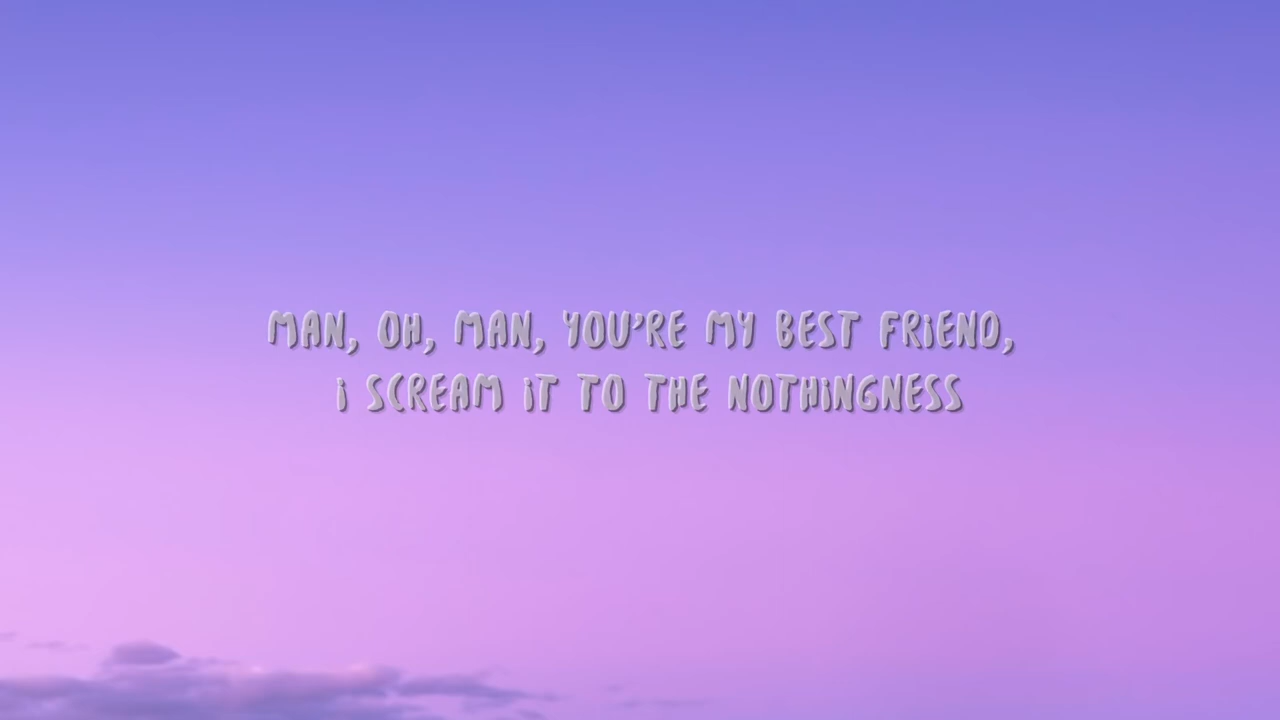 MAN, OH, MAN, YOU'RE MY BEST FRiEND,
i SCREAM iT TO THE NOTHiNGNESS